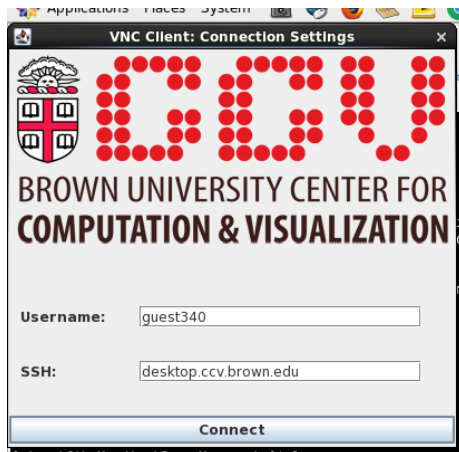 Applications Places System
VNC Client: Connection Settings
CCV
BROWN UNIVERSITY CENTER FOR
COMPUTATION & VISUALIZATION
Username: guest340
SSH: desktop.ccv.brown.edu
Connect